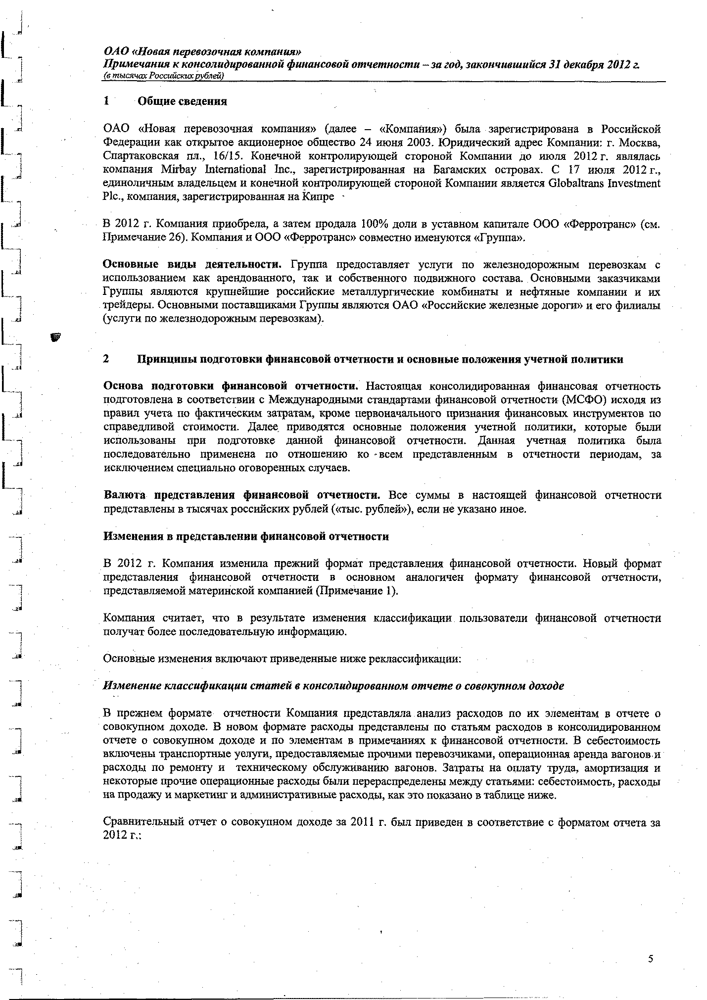 ОАО «Новая перевозочная компания»
Примечания к консолидированной финансовой отчетности – за год, закончившийся 31 декабря 2012 г.
(в тысячах Российских рублей)
1 Общие сведения
ОАО «Новая перевозочная компания» (далее – «Компания») была зарегистрирована в Российской
Федерации как открытое акционерное общество 24 июня 2003. Юридический адрес Компании: г. Москва,
Спартаковская пл., 16/15. Конечной контролирующей стороной Компании до июля 2012 г. являлась
компания Mirbay International Inc., зарегистрированная на Багамских островах. С 17 июля 2012 г.,
единоличным владельцем и конечной контролирующей стороной Компании является Globaltrans Investment
Plc., компания, зарегистрированная на Кипре
В 2012 г. Компания приобрела, а затем продала 100% доли в уставном капитале ООО «Ферротранс» (см.
Примечание 26). Компания и ООО «Ферротранс» совместно именуются «Группа».
Основные виды деятельности. Группа предоставляет услуги по железнодорожным перевозкам с
использованием как арендованного, так и собственного подвижного состава. Основными заказчиками
Группы являются крупнейшие российские металлургические комбинаты и нефтяные компании и их
трейдеры. Основными поставщиками Группы являются ОАО «Российские железные дороги» и его филиалы
(услуги по железнодорожным перевозкам).
2 Принципы подготовки финансовой отчетности и основные положения учетной политики
Основа подготовки финансовой отчетности. Настоящая консолидированная финансовая отчетность
подготовлена в соответствии с Международными стандартами финансовой отчетности (МСФО) исходя из
правил учета по фактическим затратам, кроме первоначального признания финансовых инструментов по
справедливой стоимости. Далее приводятся основные положения учетной политики, которые были
использованы при подготовке данной финансовой отчетности. Данная учетная политика была
последовательно применена по отношению ко всем представленным в отчетности периодам, за
исключением специально оговоренных случаев.
Валюта представления финансовой отчетности. Все суммы в настоящей финансовой отчетности
представлены в тысячах российских рублей («тыс. рублей»), если не указано иное.
Изменения в представлении финансовой отчетности
В 2012 г. Компания изменила прежний формат представления финансовой отчетности. Новый формат
представления финансовой отчетности в основном аналогичен формату финансовой отчетности,
представляемой материнской компанией (Примечание 1).
Компания считает, что в результате изменения классификации пользователи финансовой отчетности
получат более последовательную информацию.
Основные изменения включают приведенные ниже реклассификации:
Изменение классификации статей в консолидированном отчете о совокупном доходе
В прежнем формате отчетности Компания представляла анализ расходов по их элементам в отчете о
совокупном доходе. В новом формате расходы представлены по статьям расходов в консолидированном
отчете о совокупном доходе и по элементам в примечаниях к финансовой отчетности. В себестоимость
включены транспортные услуги, предоставляемые прочими перевозчиками, операционная аренда вагонов и
расходы по ремонту и техническому обслуживанию вагонов. Затраты на оплату труда, амортизация и
некоторые прочие операционные расходы были перераспределены между статьями: себестоимость, расходы
на продажу и маркетинг и административные расходы, как это показано в таблице ниже.
Сравнительный отчет о совокупном доходе за 2011 г. был приведен в соответствие с форматом отчета за
2012 г.:
5